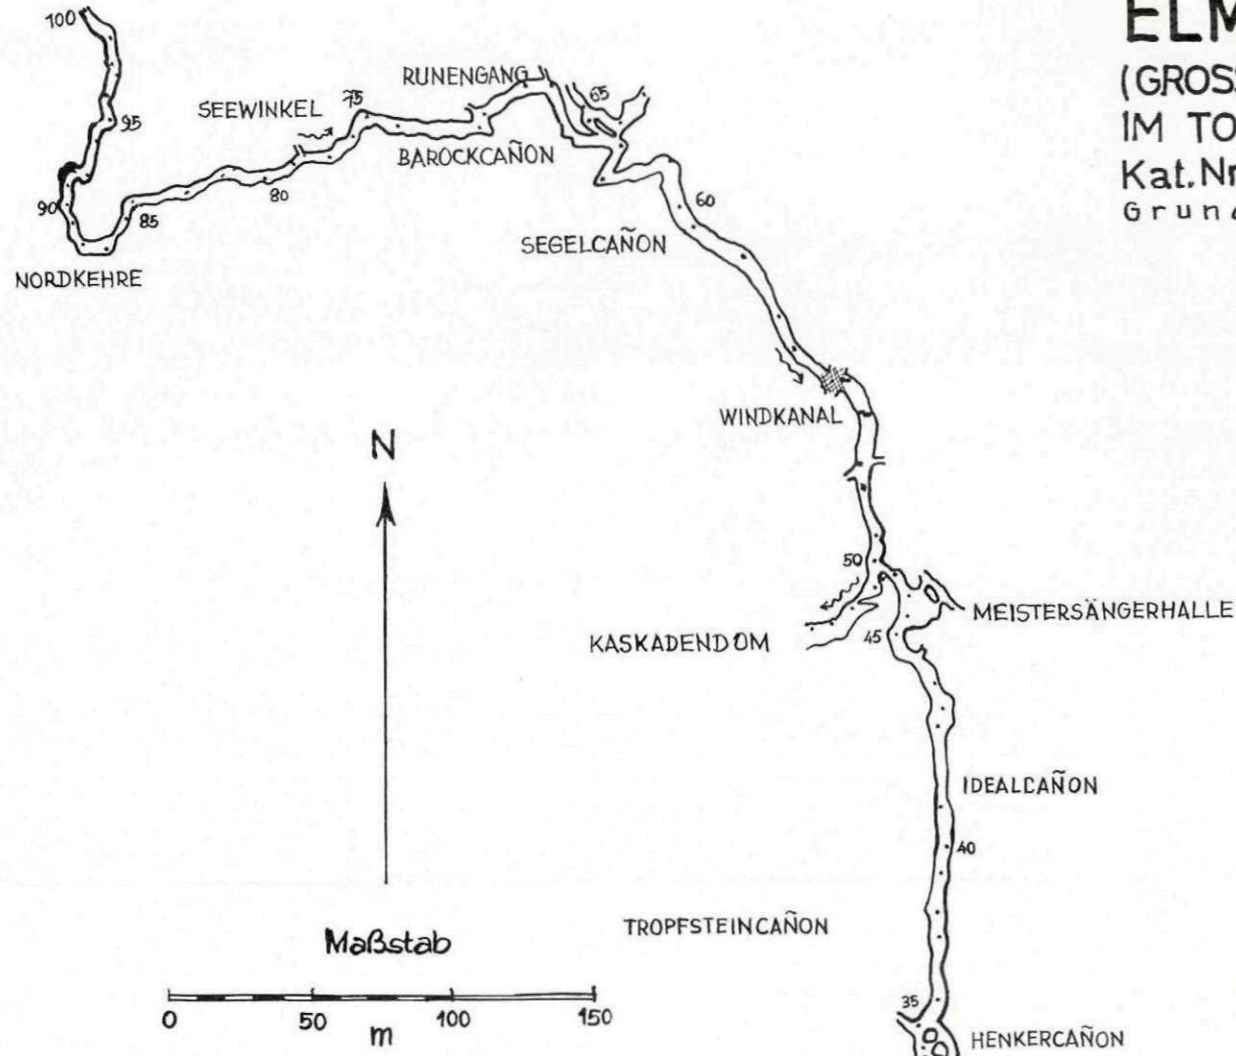 ELM
(GROSS
IM TO
Kat.Nr
Grund
100
95
90
85
80
75
65
60
50
45
40
35
RUNENGANG
SEEWINKEL
BAROCKCAÑON
SEGELCAÑON
NORDKEHRE
WINDKANAL
N
MEISTERSÄNGERHALLE
KASKADENDOM
IDEALCAÑON
TROPFSTEINCAÑON
Maßstab
0 50 100 150
m
HENKERCAÑON